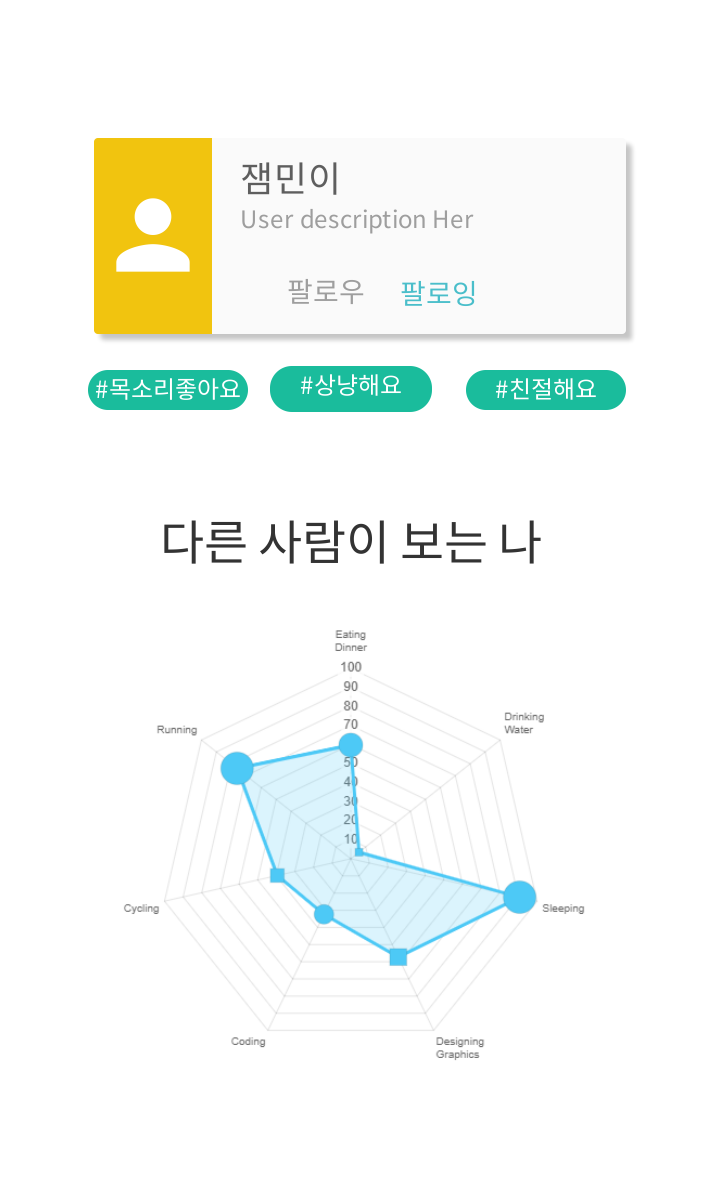 잼민이
User description Her
팔로우 팔로잉
#목소리좋아요 #상냥해요 #친절해요
다른 사람이 보는 나
Eating
Dinner
100
90
80
70
50
40
30
20
10
Drinking
Water
Running
Cycling
Sleeping
Coding
Designing
Graphics